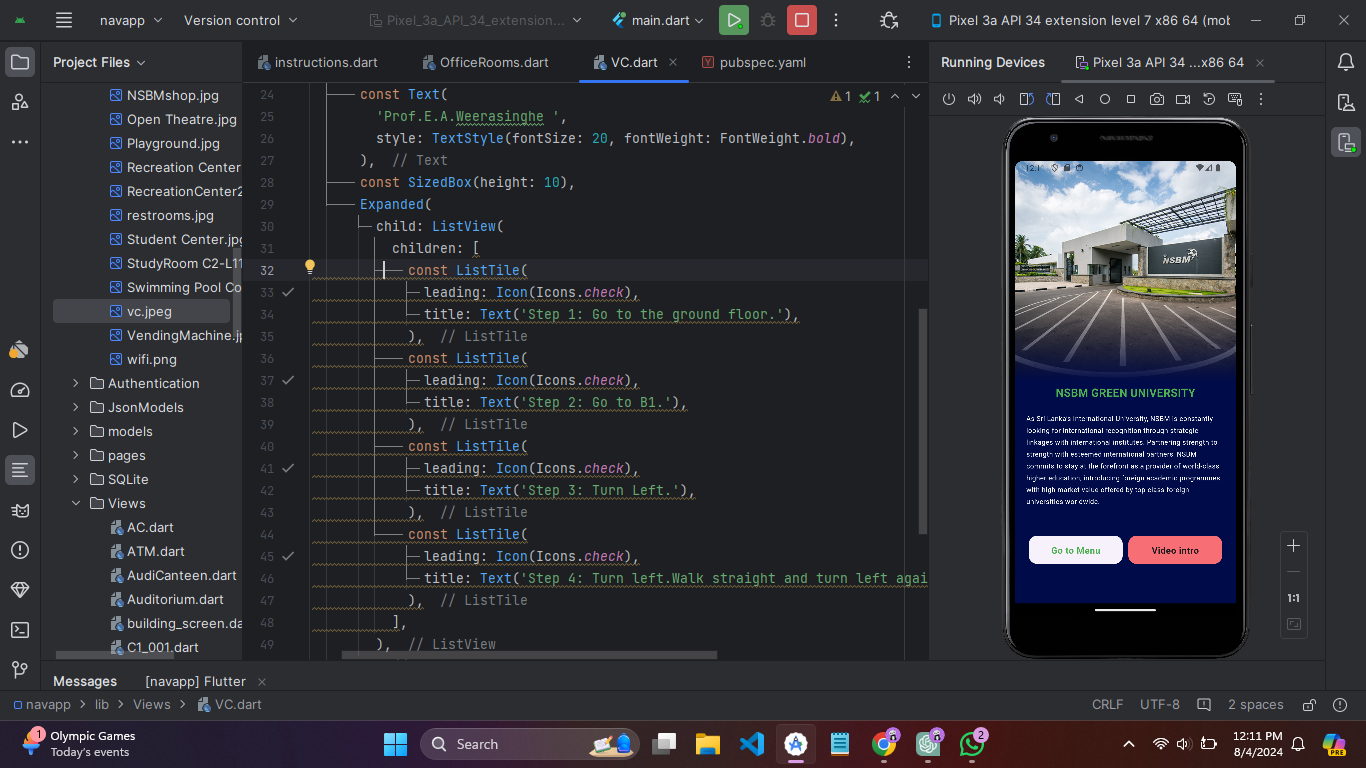 navapp
Version control
Pixel_3a_API_34_extension...
main.dart
Pixel 3a API 34 extension level 7 x86 64 (mob
Project Files
instructions.dart
OfficeRooms.dart
VC.dart
pubspec.yaml
Running Devices
Pixel 3a API 34 ...x86 64
NSBMshop.jpg
Open Theatre.jpg
Playground.jpg
Recreation Center
RecreationCenter2
restrooms.jpg
Student Center.jpg
StudyRoom C2-L11
Swimming Pool Co
vc.jpeg
VendingMachine.jp
wifi.png
Authentication
JsonModels
models
pages
SQLite
Views
AC.dart
ATM.dart
AudiCanteen.dart
Auditorium.dart
building_screen.da
C1_001.dart
1 1
24 const Text(
25 'Prof.E.A.Weerasinghe ',
26 style: TextStyle(fontSize: 20, fontWeight: FontWeight.bold),
27 ), // Text
28 const SizedBox(height: 10),
29 Expanded(
30 child: ListView(
31 children: [
32 const ListTile(
33 leading: Icon(Icons.check),
34 title: Text('Step 1: Go to the ground floor.'),
35 ), // ListTile
36 const ListTile(
37 leading: Icon(Icons.check),
38 title: Text('Step 2: Go to B1.'),
39 ), // ListTile
40 const ListTile(
41 leading: Icon(Icons.check),
42 title: Text('Step 3: Turn Left.'),
43 ), // ListTile
44 const ListTile(
45 leading: Icon(Icons.check),
46 title: Text('Step 4: Turn left.Walk straight and turn left agai
47 ), // ListTile
48 ],
49 ), // ListView
NSBM
NSBM GREEN UNIVERSITY
As Sri Lanka's International University, NSBM is constantly
looking for international recognition through strategic
linkages with international institutes. Partnering strength to
strength with esteemed international partners. NSBM
commits to stay at the forefront as a provider of world-class
higher education, introducing foreign academic programmes
with high market value offered by top class foreign
universities worldwide.
Go to Menu
Video intro
1:1
Messages
[navapp] Flutter
navapp
lib
Views
VC.dart
CRLF
UTF-8
2 spaces
1
Olympic Games
Today's events
Search
2
PRE
12:11 PM
8/4/2024